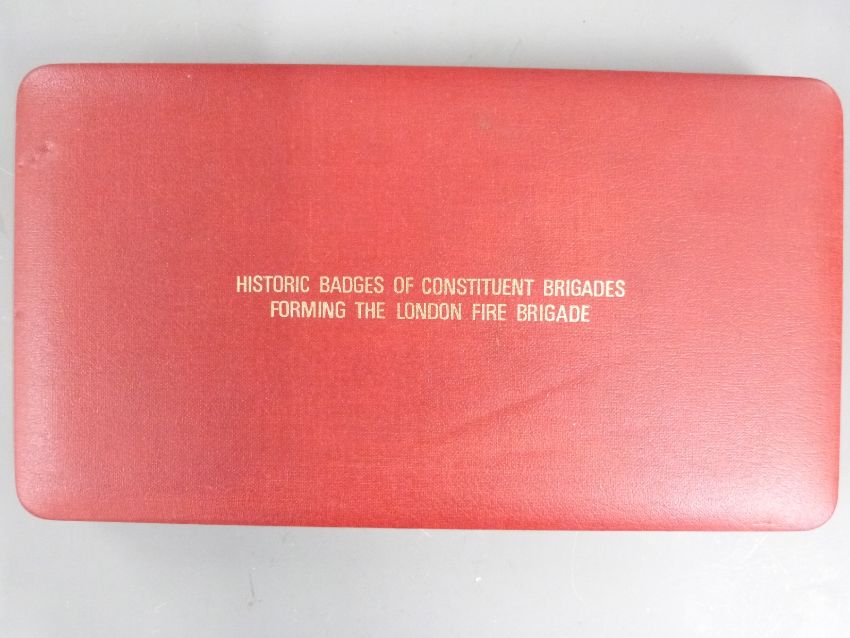 HISTORIC BADGES OF CONSTITUENT BRIGADES
FORMING THE LONDON FIRE BRIGADE